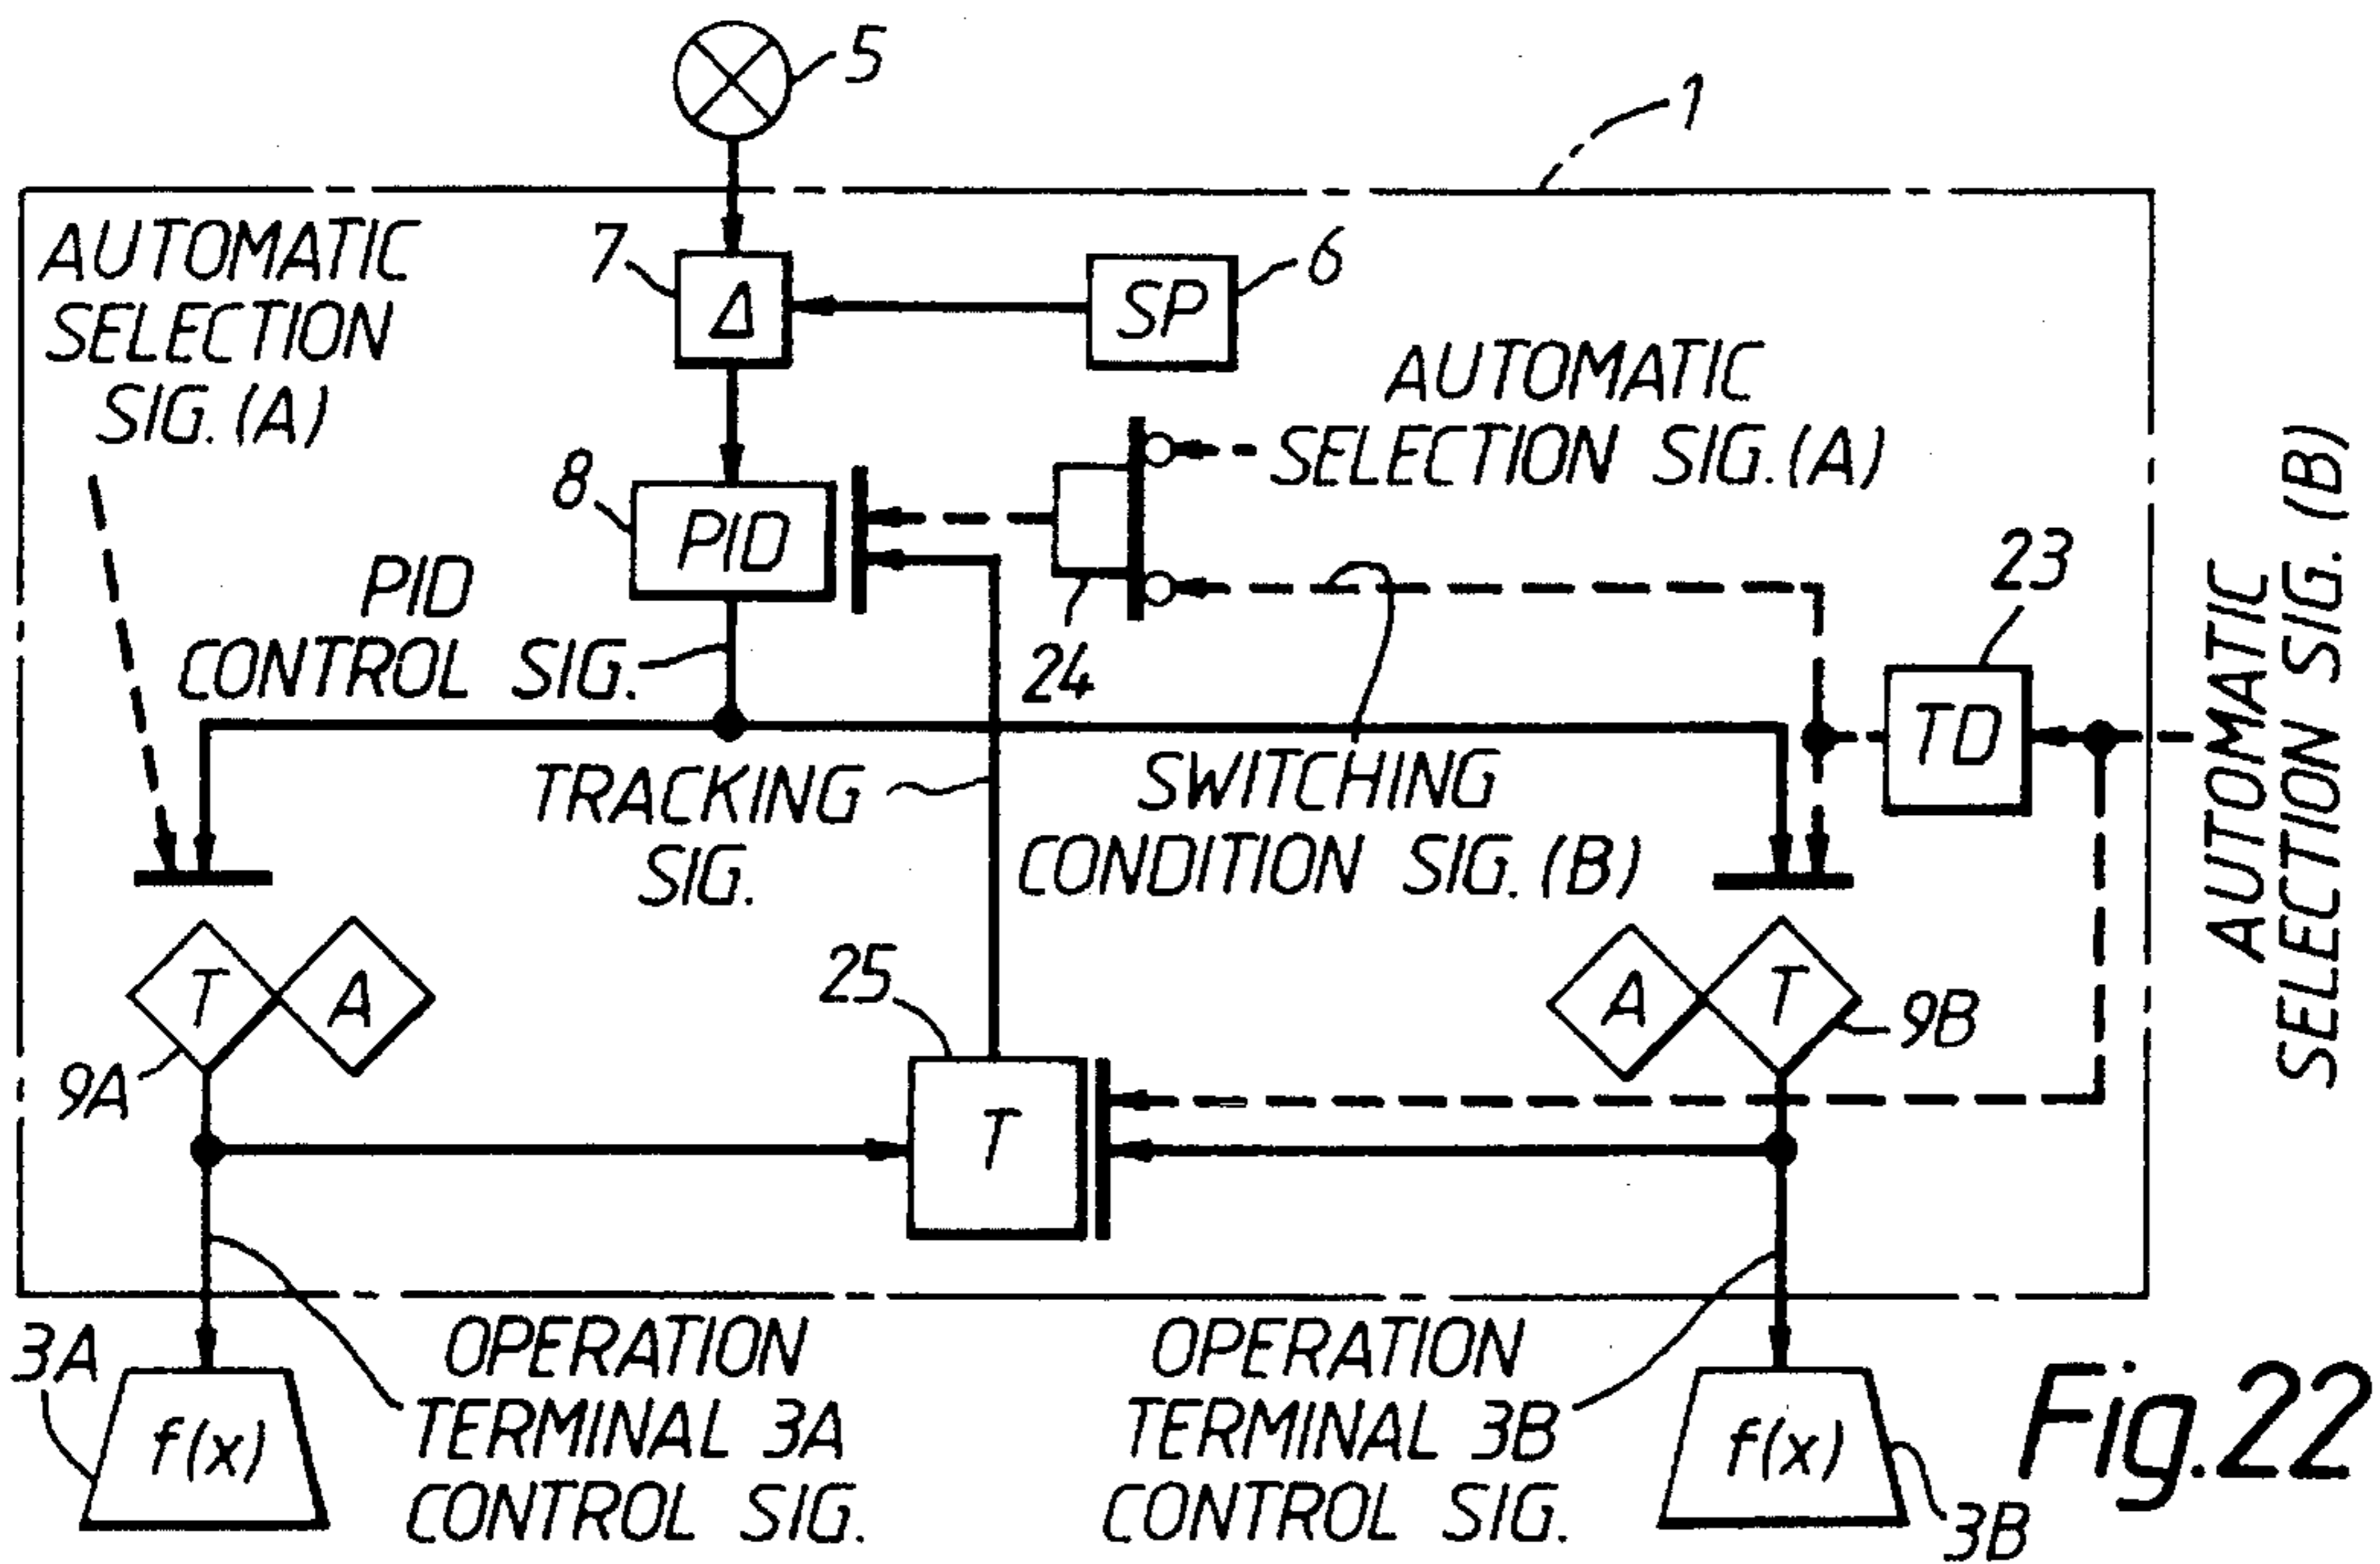 5
1
AUTOMATIC
SELECTION
SIG.(A)
7
Δ
SP
6
AUTOMATIC
SELECTION SIG.(A)
8
PID
24
23
TD
AUTOMATIC
SELECTION SIG. (B)
PID
CONTROL SIG.
TRACKING
SIG.
SWITCHING
CONDITION SIG.(B)
T
A
9A
25
T
A
T
9B
3A
f(x)
OPERATION
TERMINAL 3A
CONTROL SIG.
OPERATION
TERMINAL 3B
CONTROL SIG.
f(x)
3B
Fig.22